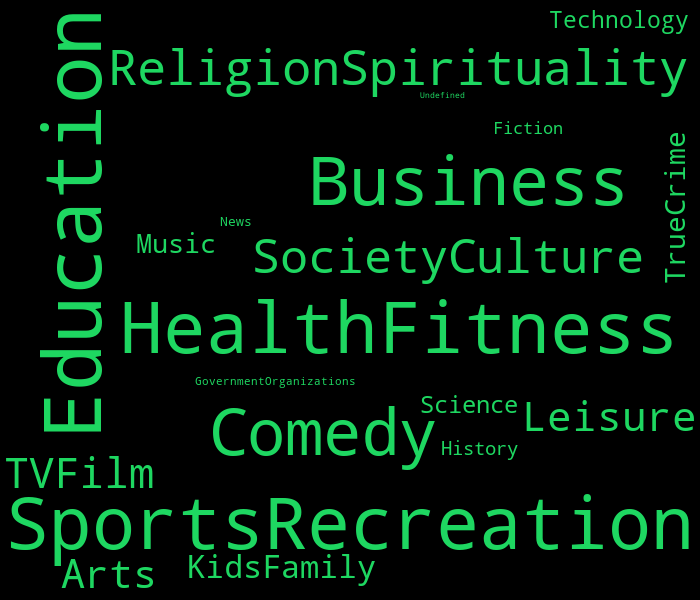 Education
Technology
ReligionSpirituality
Undefined
Fiction
TrueCrime
Business
News
Music
SocietyCulture
HealthFitness
GovernmentOrganizations
Science
Comedy
Leisure
History
TVFilm
SportsRecreation
Arts
KidsFamily